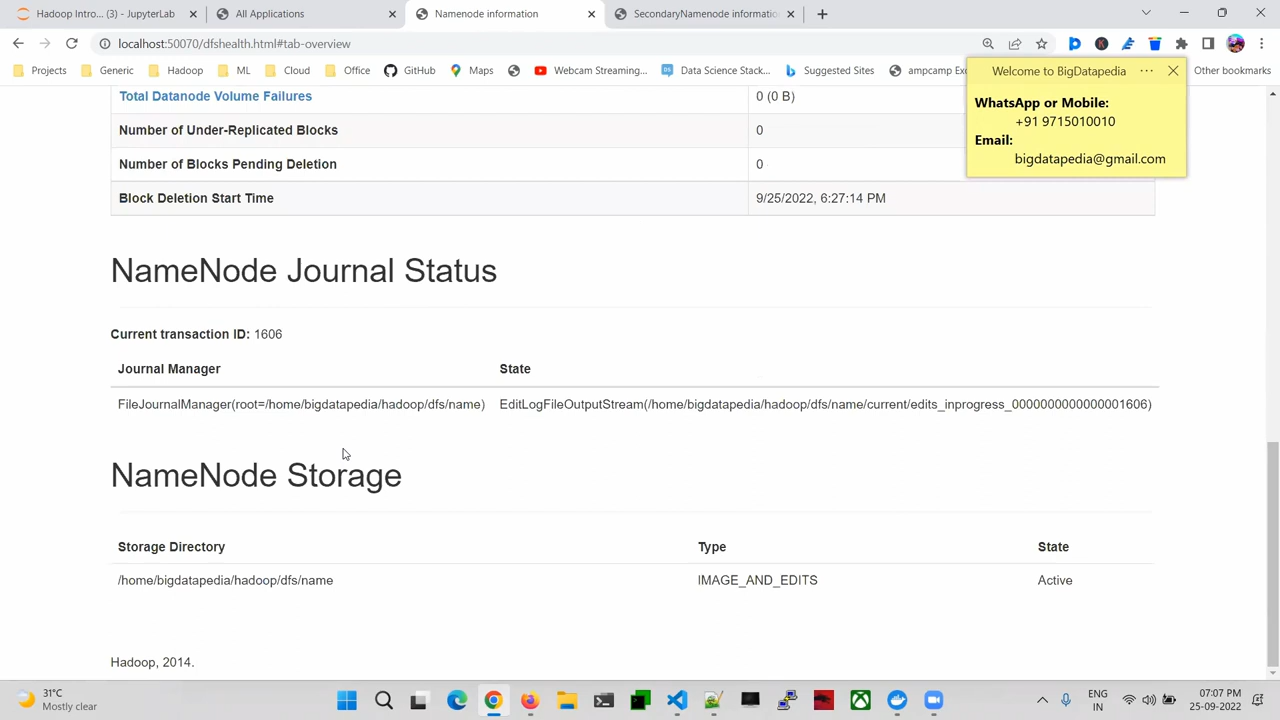 Hadoop Intro... (3) - JupyterLab
All Applications
Namenode information
SecondaryNamenode informatio
localhost:50070/dfshealth.html#tab-overview
Projects
Generic
Hadoop
ML
Cloud
Office
GitHub
Maps
Webcam Streaming...
Data Science Stack...
Suggested Sites
ampcamp Exe
Other bookmarks
Welcome to BigDatapedia
WhatsApp or Mobile:
+91 9715010010
Email:
bigdatapedia@gmail.com
Total Datanode Volume Failures 0 (0 B)
Number of Under-Replicated Blocks 0
Number of Blocks Pending Deletion 0
Block Deletion Start Time 9/25/2022, 6:27:14 PM
NameNode Journal Status
Current transaction ID: 1606
Journal Manager State
FileJournalManager(root=/home/bigdatapedia/hadoop/dfs/name) EditLogFileOutputStream(/home/bigdatapedia/hadoop/dfs/name/current/edits_inprogress_0000000000000001606)
NameNode Storage
Storage Directory Type State
/home/bigdatapedia/hadoop/dfs/name IMAGE_AND_EDITS Active
Hadoop, 2014.
31°C
Mostly clear
ENG
IN
07:07 PM
25-09-2022